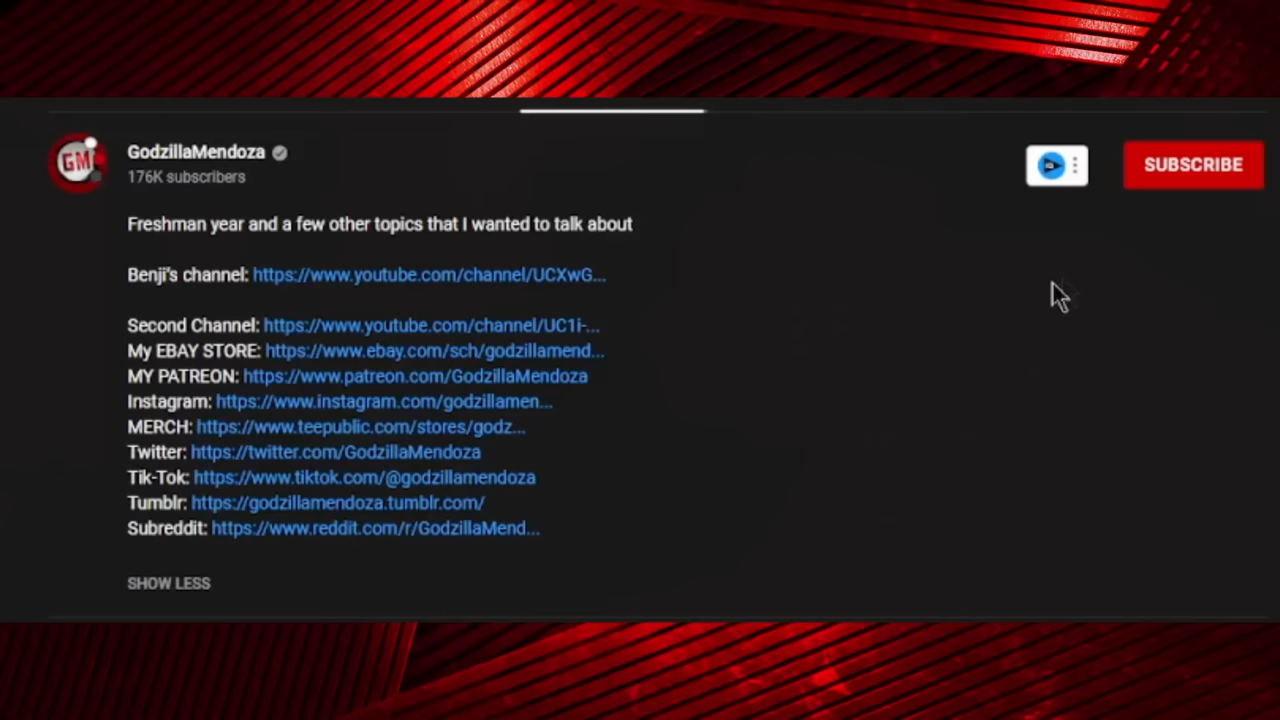 GM
GodzillaMendoza
176K subscribers
SUBSCRIBE
Freshman year and a few other topics that I wanted to talk about
Benji's channel: https://www.youtube.com/channel/UCXwG...
Second Channel: https://www.youtube.com/channel/UC1i-...
My EBAY STORE: https://www.ebay.com/sch/godzillamend...
MY PATREON: https://www.patreon.com/GodzillaMendoza
Instagram: https://www.instagram.com/godzillamen...
MERCH: https://www.teepublic.com/stores/godz...
Twitter: https://twitter.com/GodzillaMendoza
Tik-Tok: https://www.tiktok.com/@godzillamendoza
Tumblr: https://godzillamendoza.tumblr.com/
Subreddit: https://www.reddit.com/r/GodzillaMend...
SHOW LESS